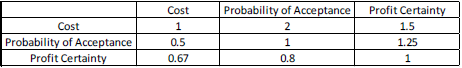 Cost Probability of Acceptance Profit Certainty
Cost 1 2 1.5
Probability of Acceptance 0.5 1 1.25
Profit Certainty 0.67 0.8 1